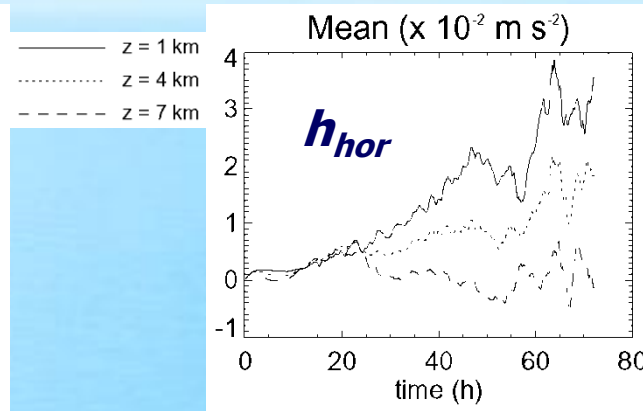 z = 1 km
z = 4 km
z = 7 km
Mean (x 10⁻² m s⁻²)
h_hor
4
3
2
1
0
-1
0 20 40 60 80
time (h)